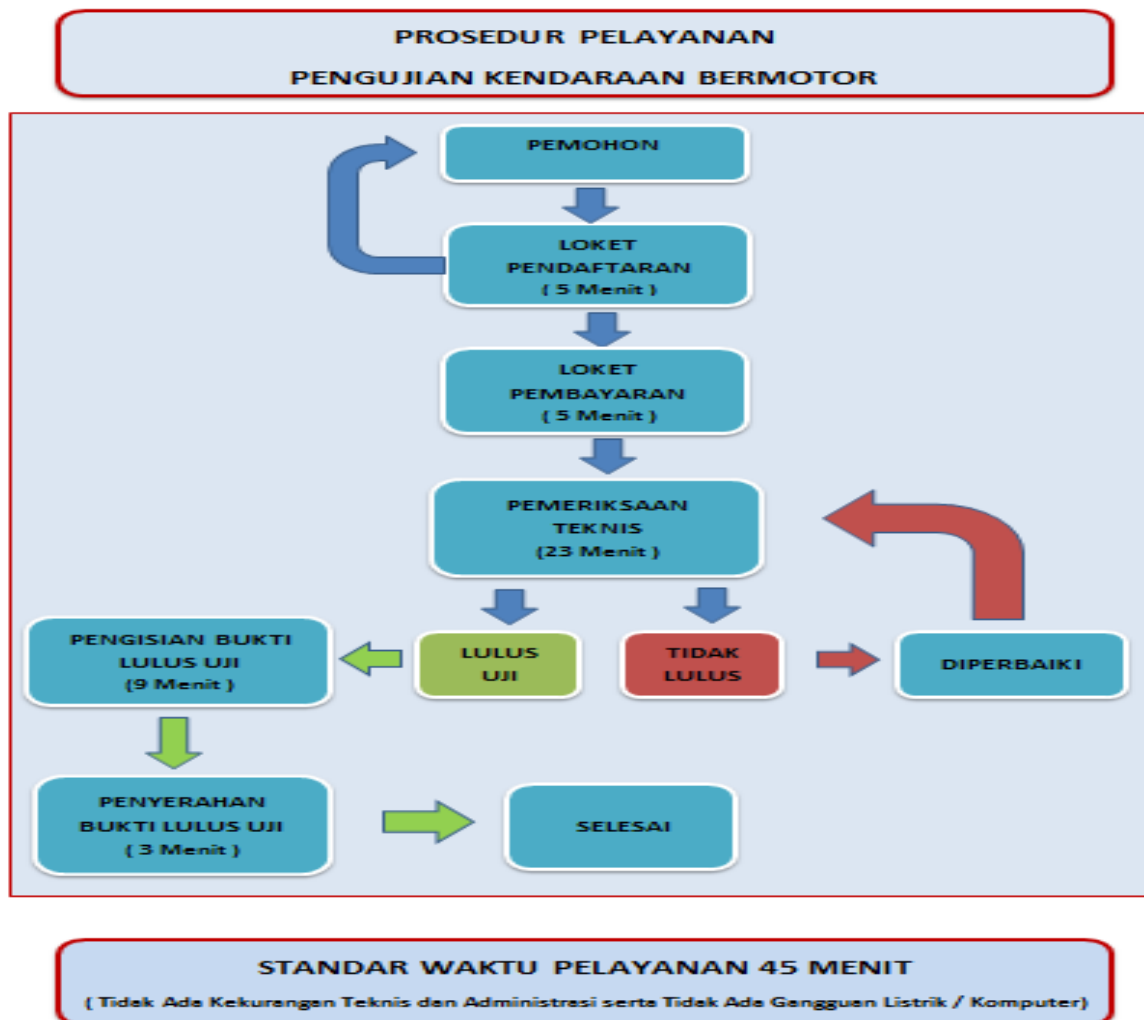 PROSEDUR PELAYANAN
PENGUJIAN KENDARAAN BERMOTOR
PEMOHON
LOKET
PENDAFTARAN
( 5 Menit )
LOKET
PEMBAYARAN
( 5 Menit )
PEMERIKSAAN
TEKNIS
(23 Menit )
PENGISIAN BUKTI
LULUS UJI
(9 Menit )
LULUS
UJI
TIDAK
LULUS
DIPERBAIKI
PENYERAHAN
BUKTI LULUS UJI
( 3 Menit )
SELESAI
STANDAR WAKTU PELAYANAN 45 MENIT
( Tidak Ada Kekurangan Teknis dan Administrasi serta Tidak Ada Gangguan Listrik / Komputer)